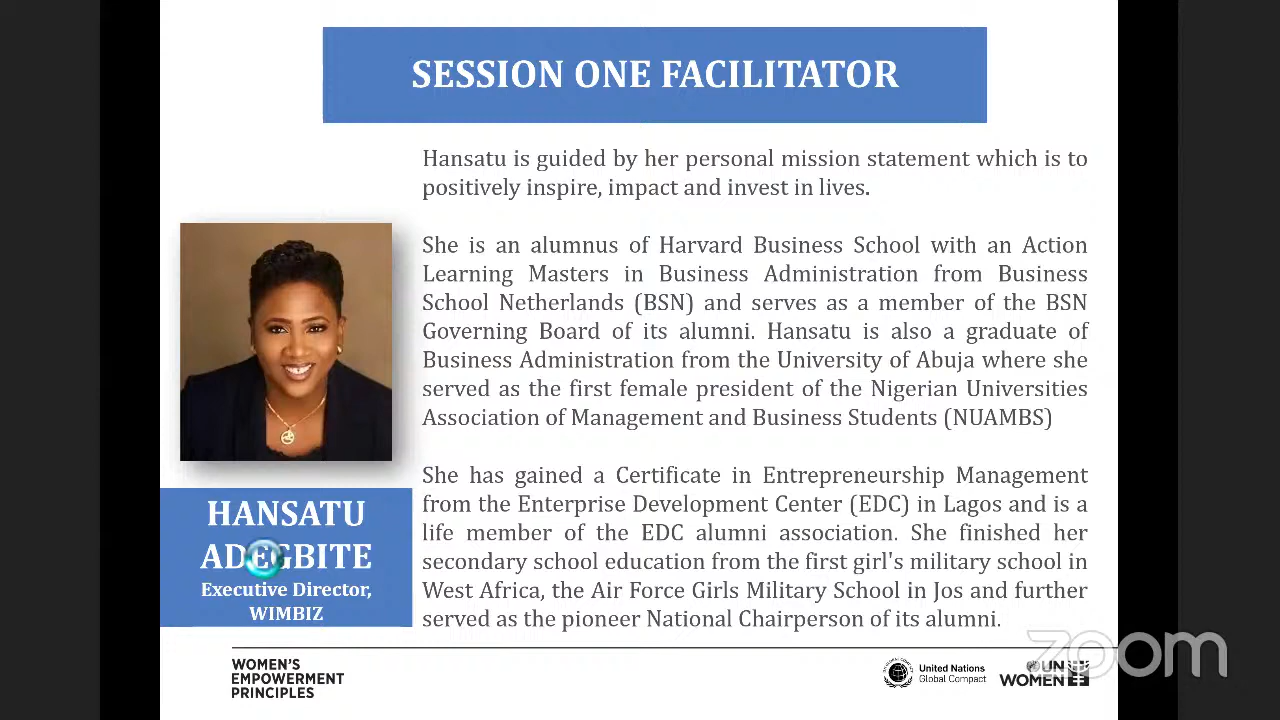 SESSION ONE FACILITATOR
Hansatu is guided by her personal mission statement which is to
positively inspire, impact and invest in lives.
She is an alumnus of Harvard Business School with an Action
Learning Masters in Business Administration from Business
School Netherlands (BSN) and serves as a member of the BSN
Governing Board of its alumni. Hansatu is also a graduate of
Business Administration from the University of Abuja where she
served as the first female president of the Nigerian Universities
Association of Management and Business Students (NUAMBS)
She has gained a Certificate in Entrepreneurship Management
from the Enterprise Development Center (EDC) in Lagos and is a
life member of the EDC alumni association. She finished her
secondary school education from the first girl's military school in
West Africa, the Air Force Girls Military School in Jos and further
served as the pioneer National Chairperson of its alumni.
HANSATU
ADEGBITE
Executive Director,
WIMBIZ
WOMEN'S
EMPOWERMENT
PRINCIPLES
United Nations
Global Compact
UN
WOMEN
zoom